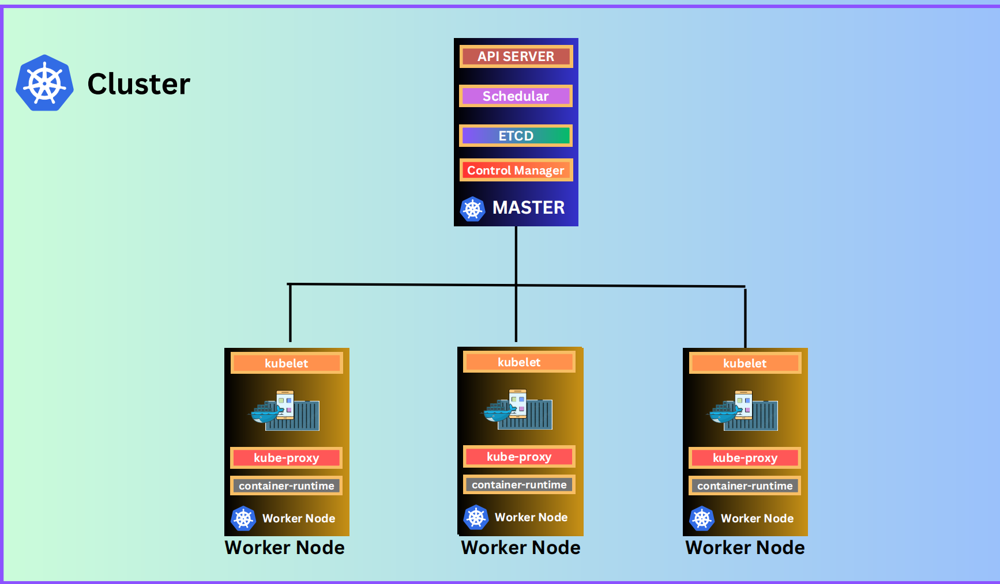 Cluster
API SERVER
Schedular
ETCD
Control Manager
MASTER
kubelet
kube-proxy
container-runtime
Worker Node
Worker Node
kubelet
kube-proxy
container-runtime
Worker Node
Worker Node
kubelet
kube-proxy
container-runtime
Worker Node
Worker Node